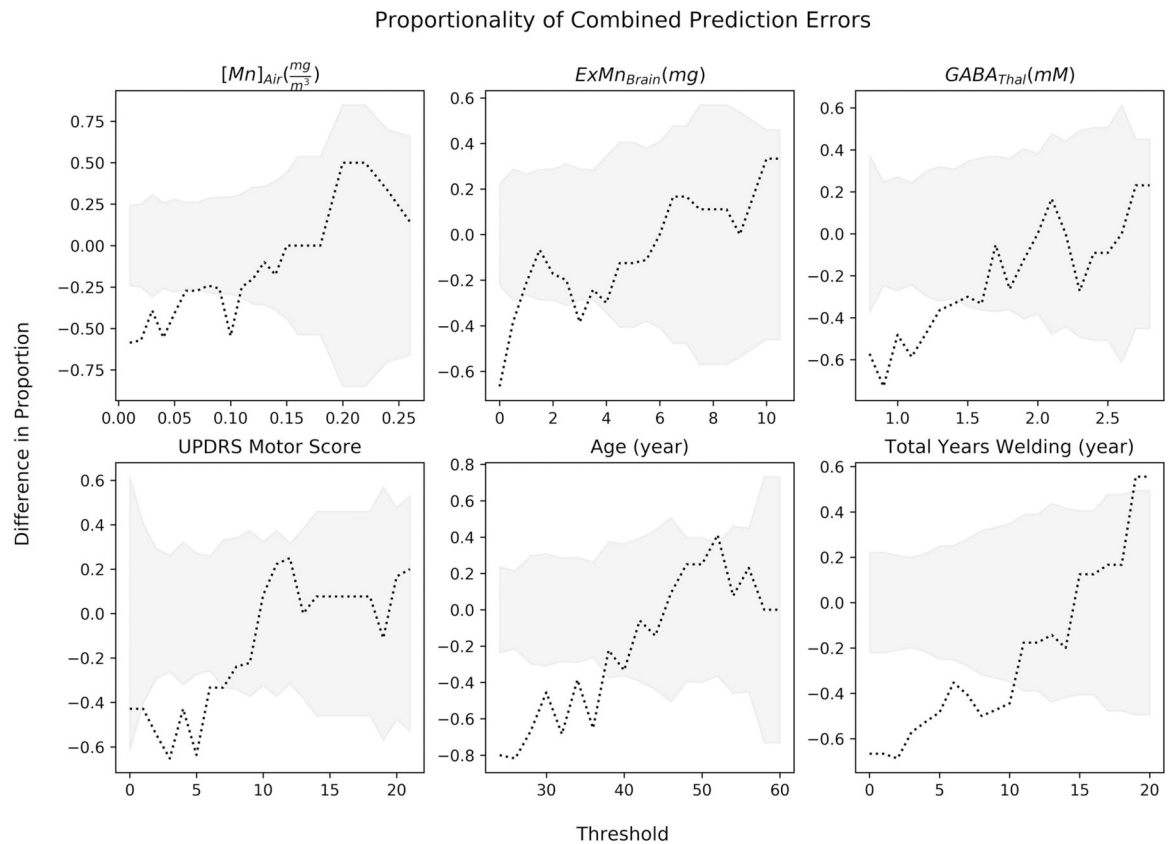 Proportionality of Combined Prediction Errors
[Mn]_Air(mg/m³)
ExMn_Brain(mg)
GABA_Thal(mM)
0.75
0.50
0.25
0.00
−0.25
−0.50
−0.75
0.00 0.05 0.10 0.15 0.20 0.25
0.6
0.4
0.2
0.0
−0.2
−0.4
−0.6
0 2 4 6 8 10
0.6
0.4
0.2
0.0
−0.2
−0.4
−0.6
1.0 1.5 2.0 2.5
Difference in Proportion
UPDRS Motor Score
Age (year)
Total Years Welding (year)
0.6
0.4
0.2
0.0
−0.2
−0.4
−0.6
0 5 10 15 20
0.8
0.6
0.4
0.2
0.0
−0.2
−0.4
−0.6
−0.8
30 40 50 60
0.6
0.4
0.2
0.0
−0.2
−0.4
−0.6
0 5 10 15 20
Threshold